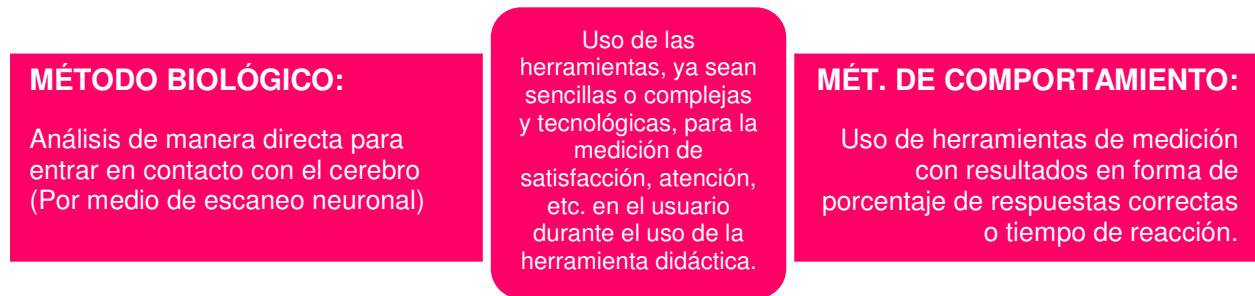 MÉTODO BIOLÓGICO:
Análisis de manera directa para
entrar en contacto con el cerebro
(Por medio de escaneo neuronal)
Uso de las
herramientas, ya sean
sencillas o complejas
y tecnológicas, para la
medición de
satisfacción, atención,
etc. en el usuario
durante el uso de la
herramienta didáctica.
MÉT. DE COMPORTAMIENTO:
Uso de herramientas de medición
con resultados en forma de
porcentaje de respuestas correctas
o tiempo de reacción.